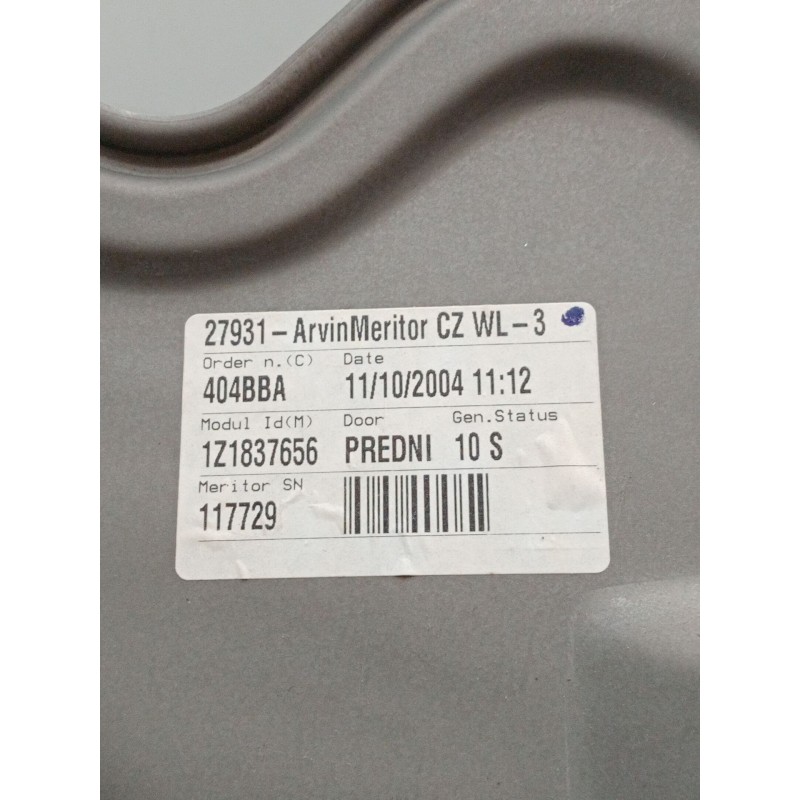 27931-ArvinMeritor CZ WL-3
Order n.(C) Date
404BBA 11/10/2004 11:12
Modul Id(M) Door Gen.Status
1Z1837656 PREDNI 10 S
Meritor SN
117729